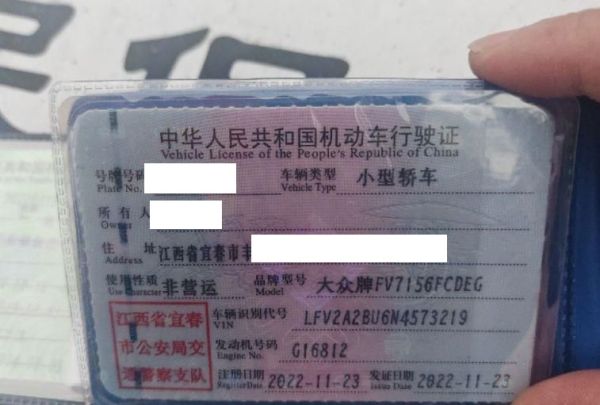 中华人民共和国机动车行驶证
Vehicle License of the People's Republic of China
号牌号码 车辆类型 小型轿车
Plate No. Vehicle Type
所有人
Owner
住址 江西省宜春市丰
Address
使用性质 非营运 品牌型号 大众牌FV7156FCDEG
Use Character Model
江西省宜春 车辆识别代号 LFV2A2BU6N4573219
VIN
市公安局交 发动机号码 G16812
Engine No.
通警察支队 注册日期 2022-11-23 发证日期 2022-11-23
Register Date Issue Date